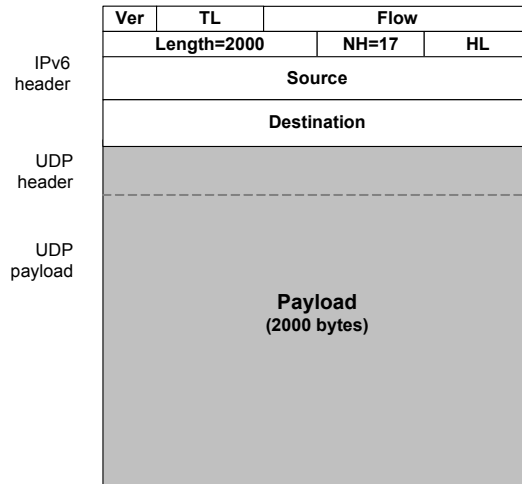 Ver TL Flow
Length=2000 NH=17 HL
IPv6
header
Source
Destination
UDP
header
UDP
payload
Payload
(2000 bytes)